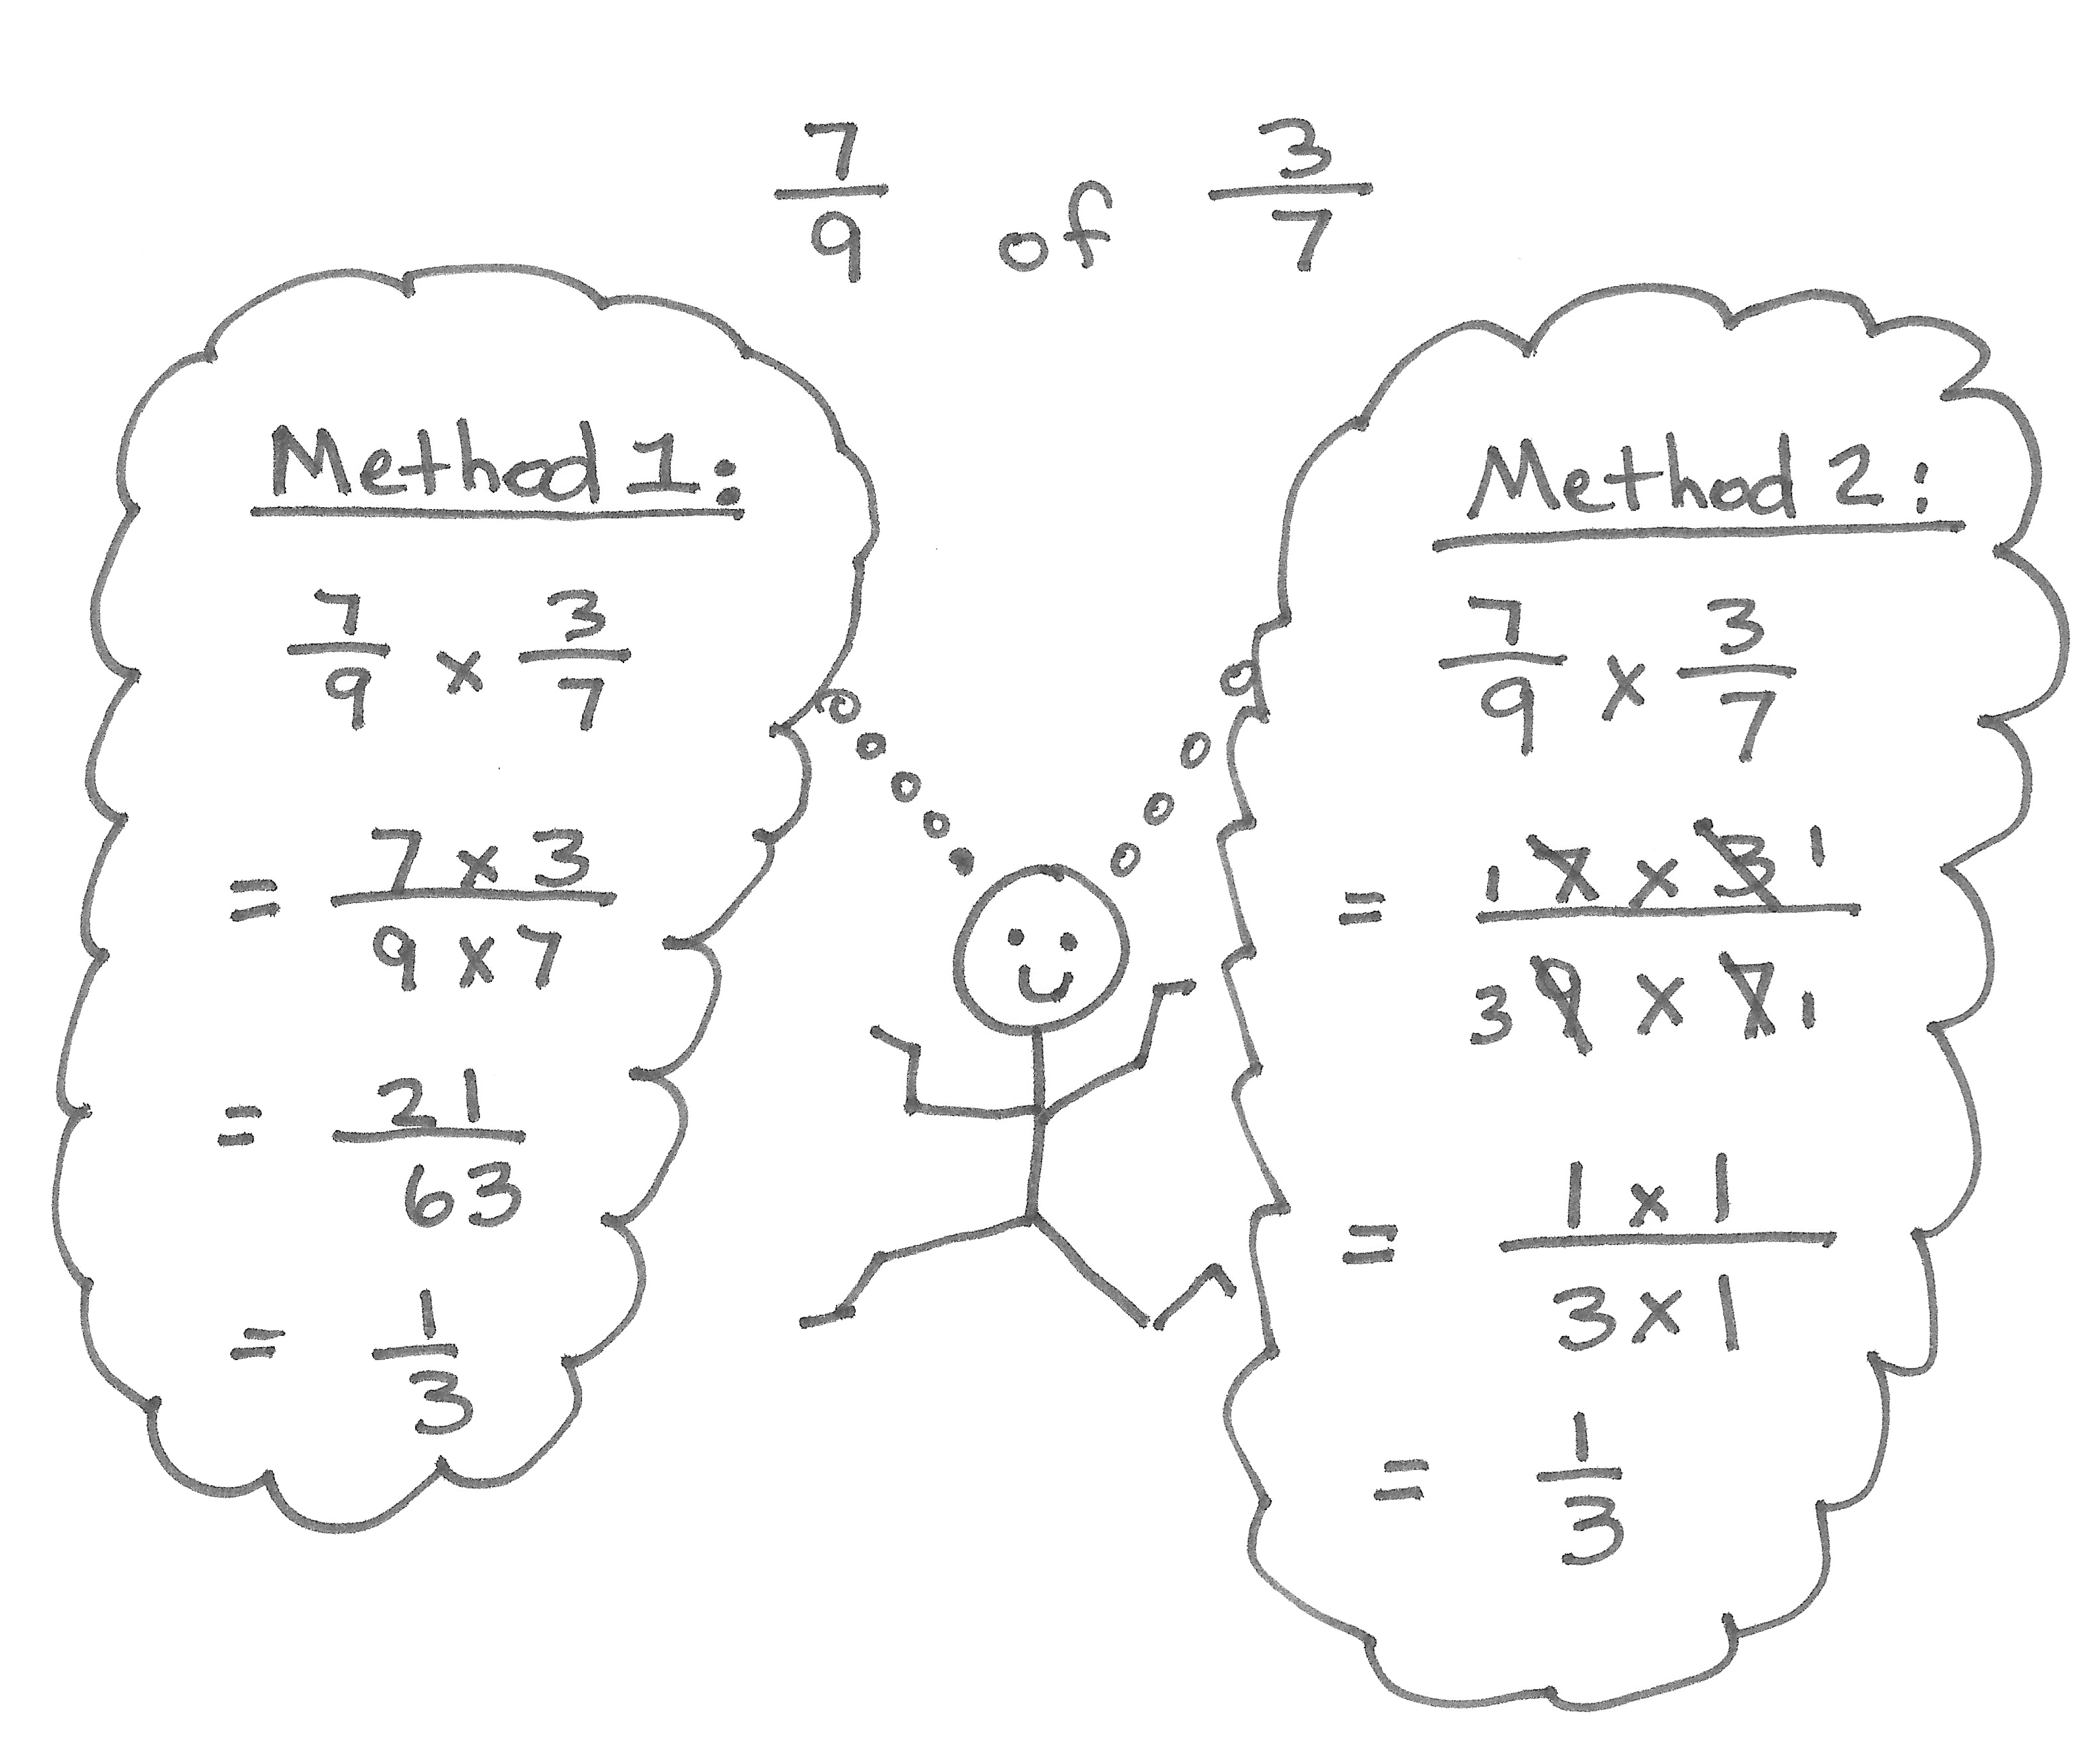 7/9 of 3/7
Method 1:
7/9 x 3/7
= 7 x 3 / 9 x 7
= 21/63
= 1/3
Method 2:
7/9 x 3/7
= 1 7 x 3 1 / 3 9 x 7 1
= 1 x 1 / 3 x 1
= 1/3